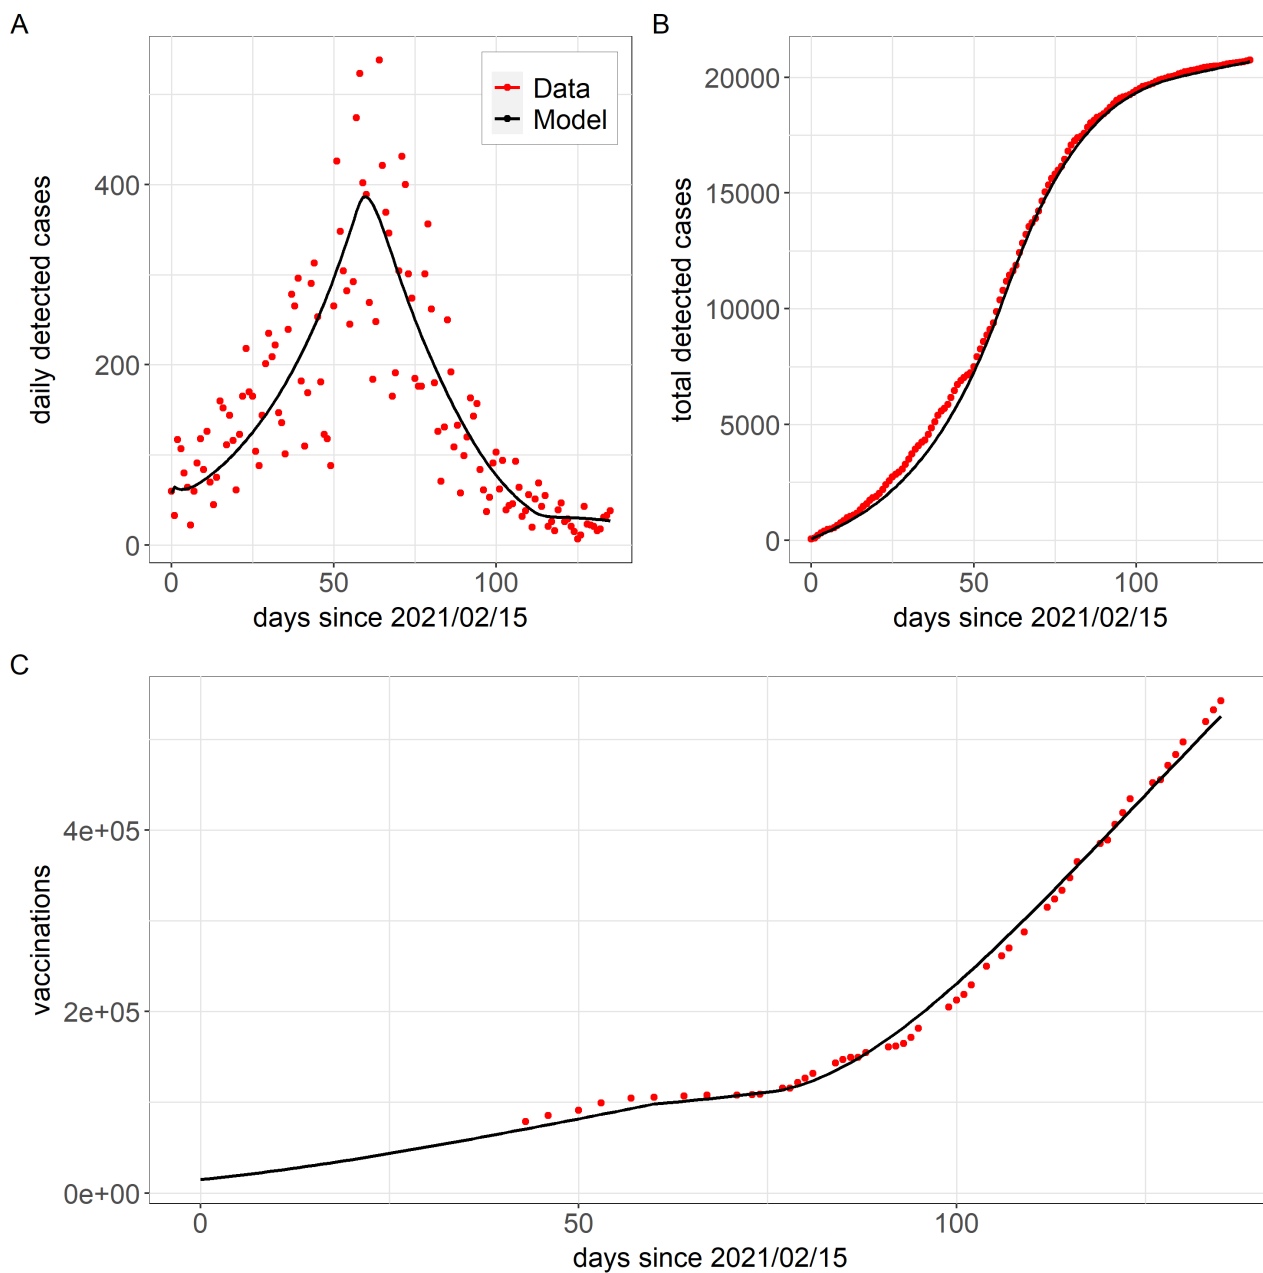 A
daily detected cases
400
200
0
0
50
100
days since 2021/02/15
Data
Model
B
total detected cases
20000
15000
10000
5000
0
0
50
100
days since 2021/02/15
C
vaccinations
4e+05
2e+05
0e+00
0
50
100
days since 2021/02/15